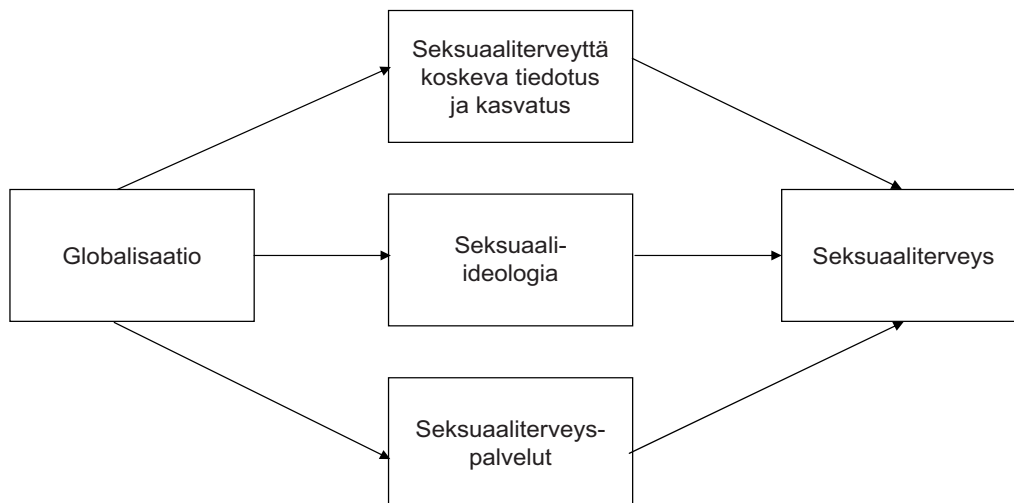 Seksuaaliterveyttä
koskeva tiedotus
ja kasvatus
Globalisaatio
Seksuaali-
ideologia
Seksuaaliterveys
Seksuaaliterveys-
palvelut